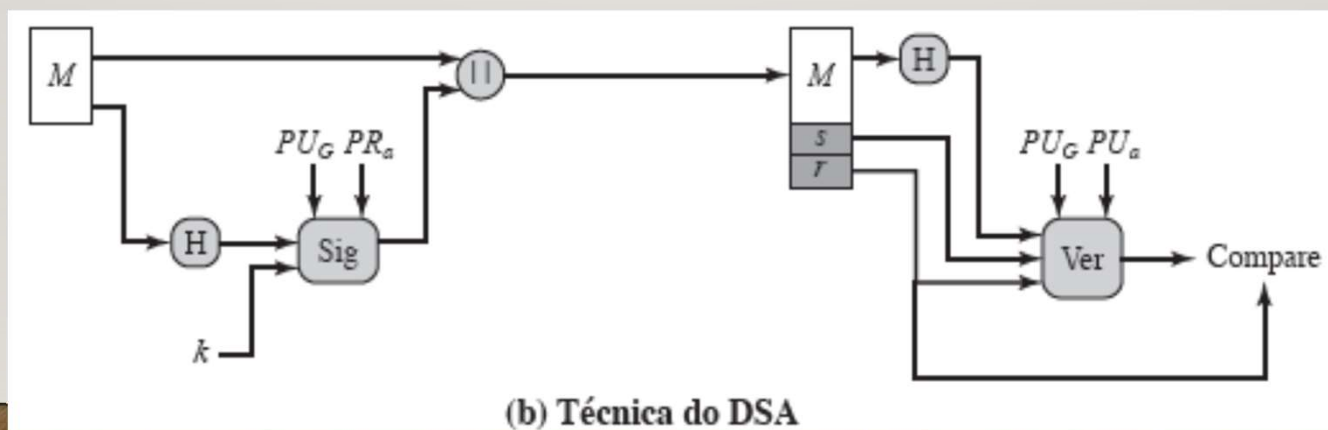 M
||
M
H
s
r
PU_G PR_a
PU_G PU_a
H
Sig
Ver
Compare
k
(b) Técnica do DSA